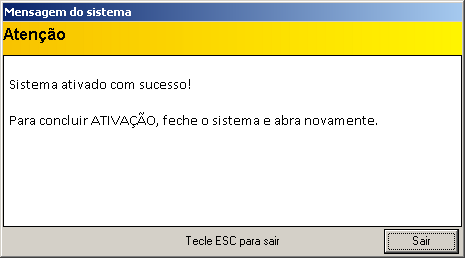 Mensagem do sistema
Atenção
Sistema ativado com sucesso!
Para concluir ATIVAÇÃO, feche o sistema e abra novamente.
Tecle ESC para sair
Sair